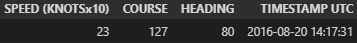 SPEED (KNOTSx10) COURSE HEADING TIMESTAMP UTC
23 127 80 2016-08-20 14:17:31